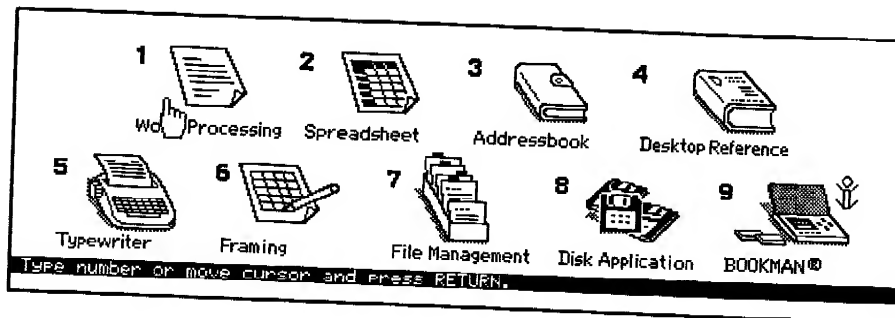 1 2 3 4
Wo Processing Spreadsheet Addressbook Desktop Reference
5 6 7 8 9
Typewriter Framing File Management Disk Application BOOKMAN®
Type number or move cursor and press RETURN.